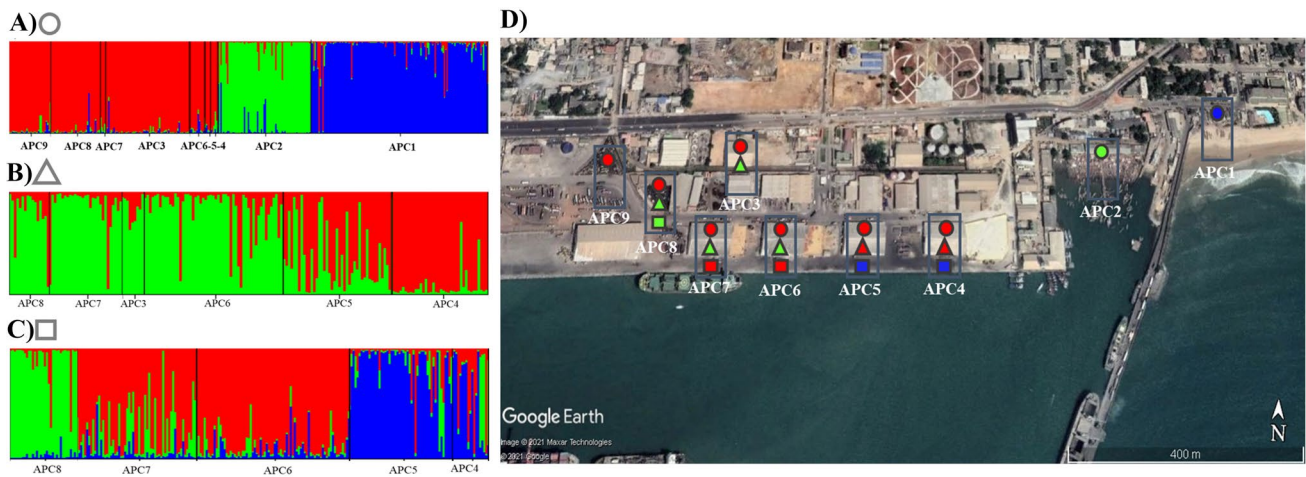 A)
APC9 APC8 APC7 APC3 APC6-5-4 APC2 APC1
B)
APC8 APC7 APC3 APC6 APC5 APC4
C)
APC8 APC7 APC6 APC5 APC4
D)
APC9
APC8
APC3
APC7
APC6
APC5
APC4
APC2
APC1
Google Earth
Image © 2021 Maxar Technologies
© 2021 Google
N
400 m